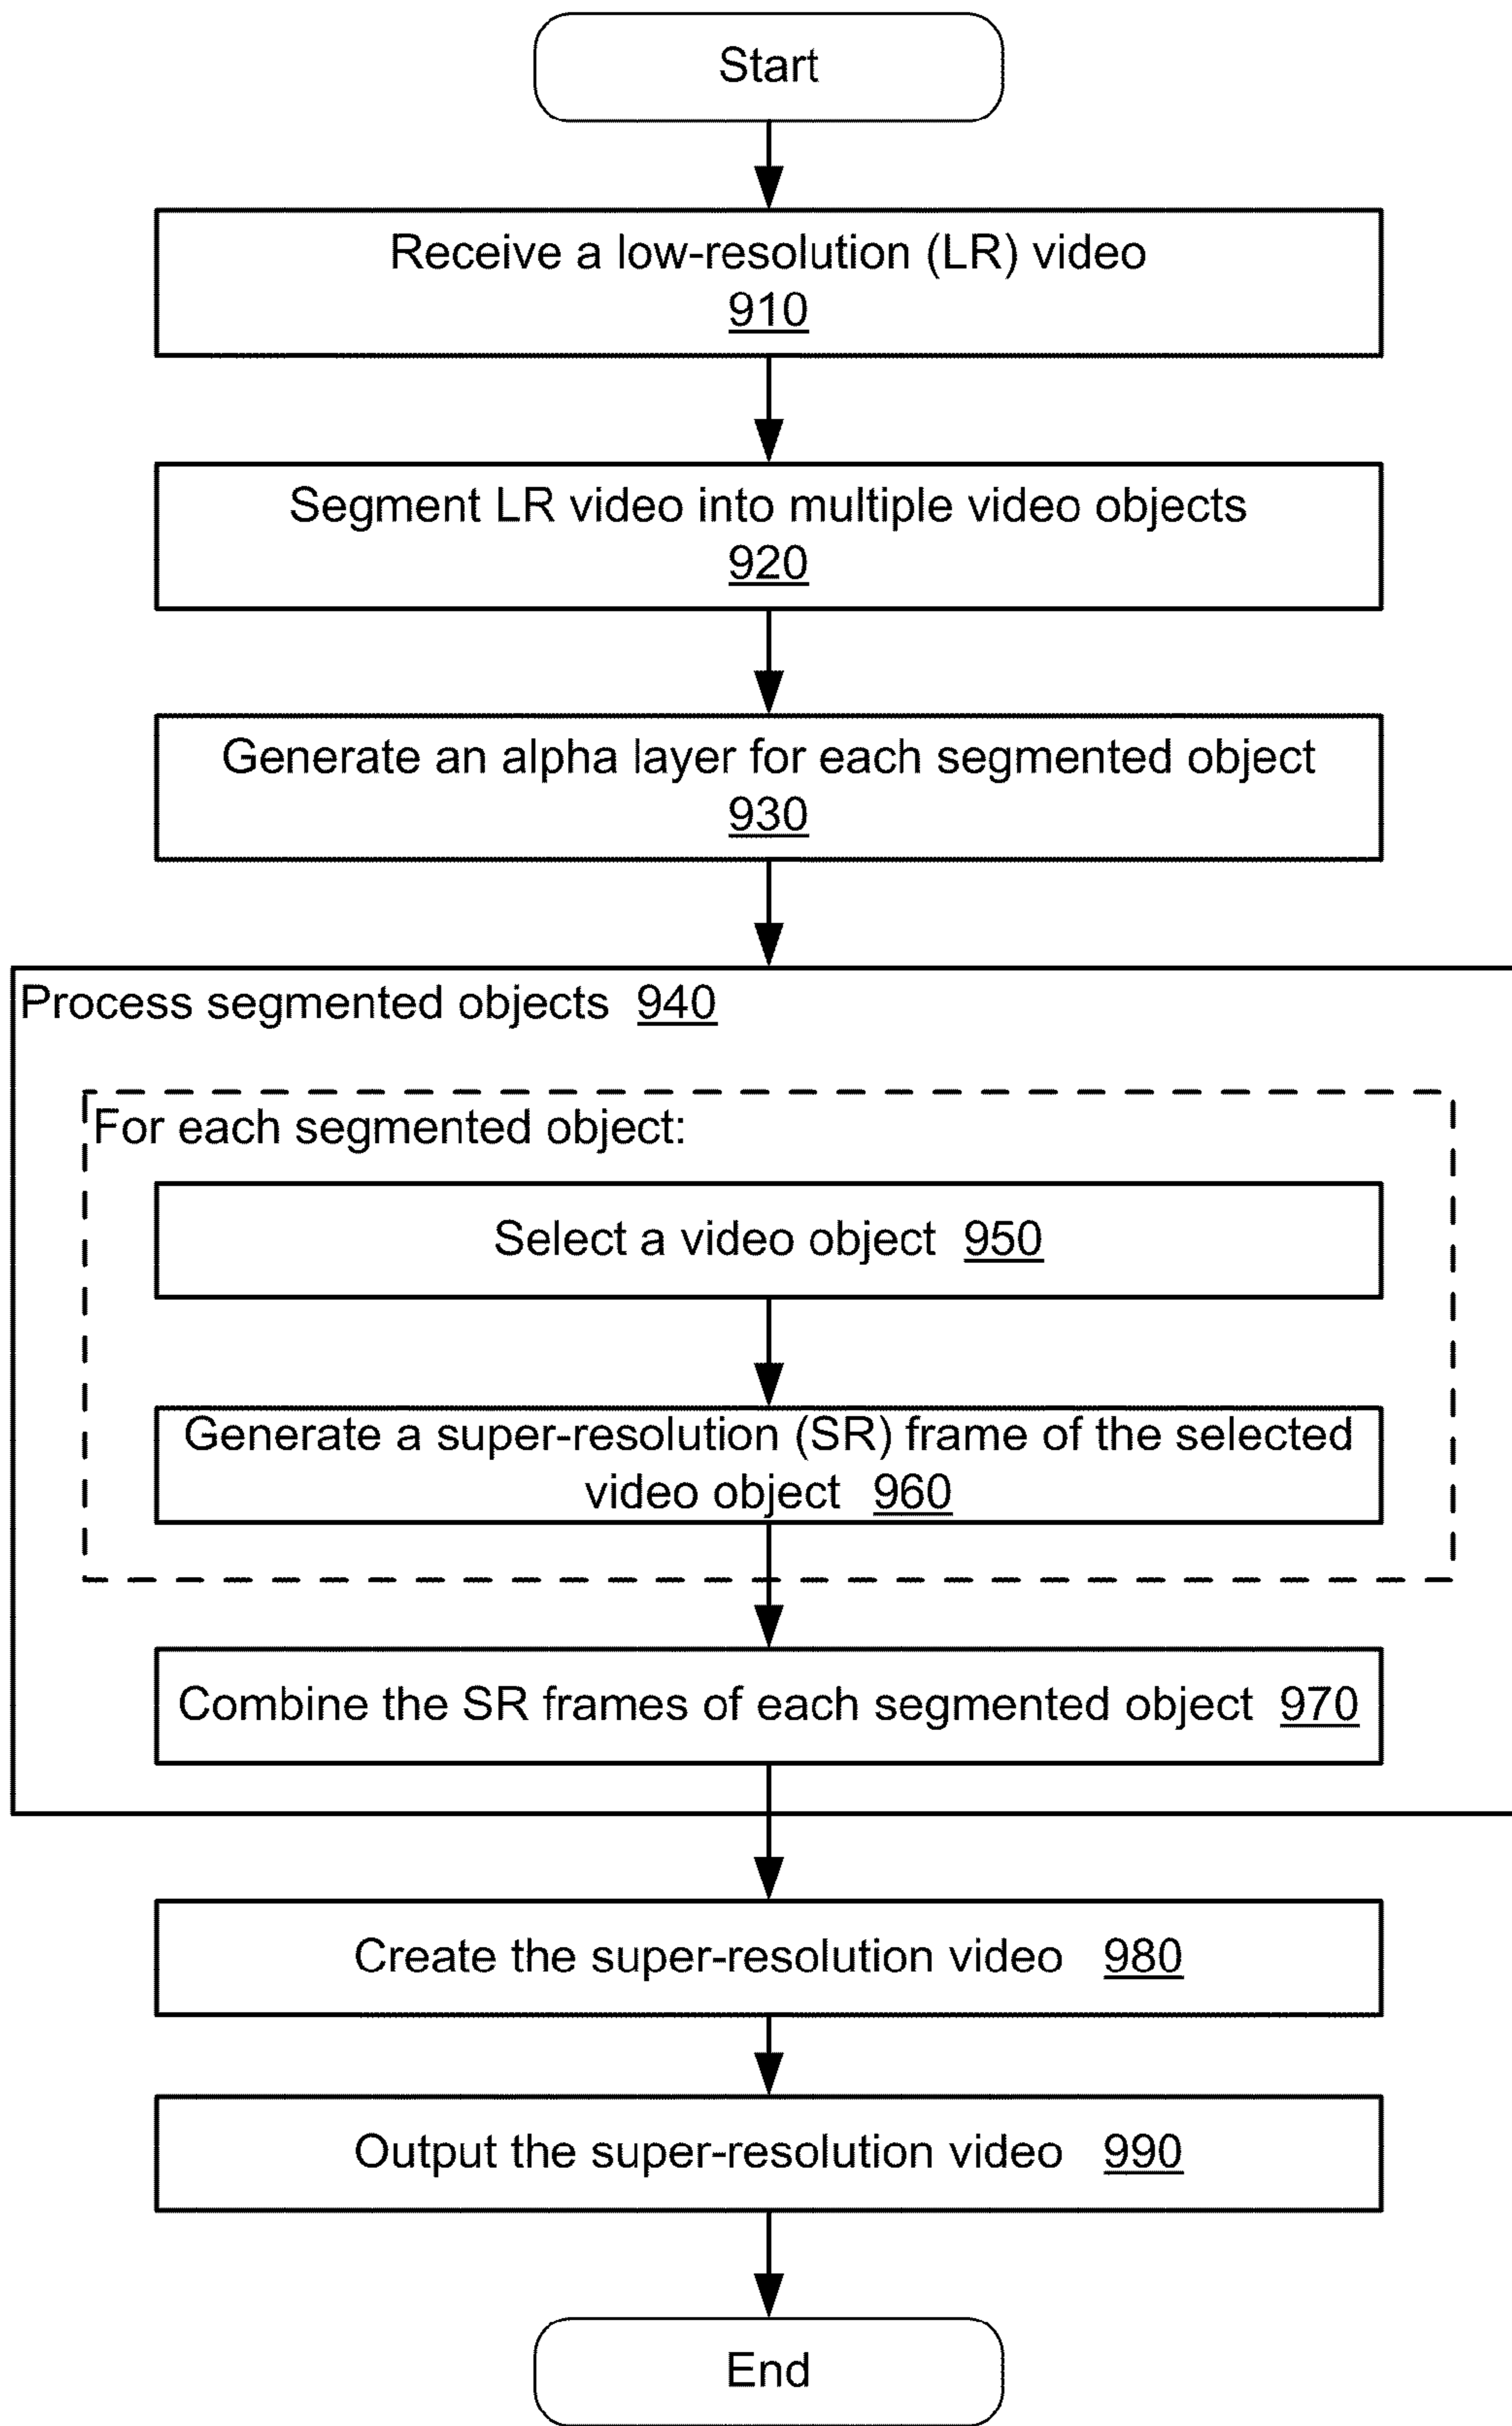 Start
Receive a low-resolution (LR) video
910
Segment LR video into multiple video objects
920
Generate an alpha layer for each segmented object
930
Process segmented objects 940
For each segmented object:
Select a video object 950
Generate a super-resolution (SR) frame of the selected
video object 960
Combine the SR frames of each segmented object 970
Create the super-resolution video 980
Output the super-resolution video 990
End